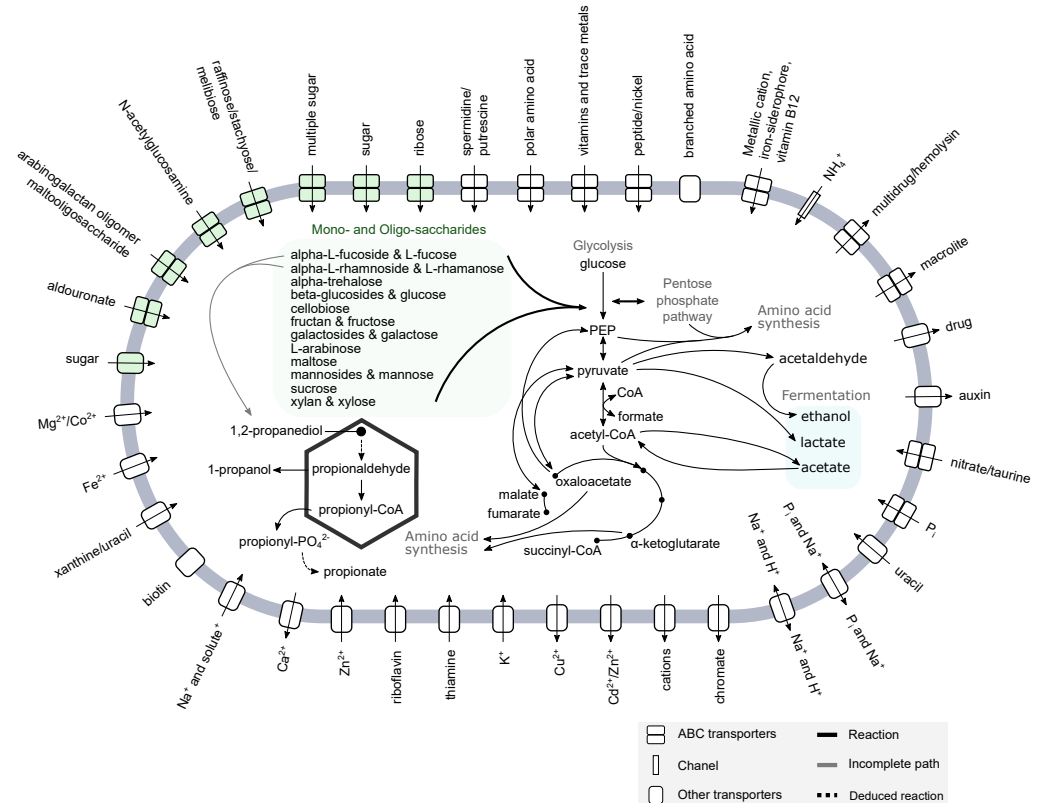 raffinose/stachyose/
mellbiose
multiple sugar
sugar
ribose
spermidine/
putrescine
polar amino acid
vitamins and trace metals
peptide/nickel
branched amino acid
Metallic cation,
iron-siderophore,
vitamin B12
NH₄⁺
multidrug/hemolysin
macrolite
drug
auxin
nitrate/taurine
Pᵢ
uracil
Pᵢ and Na⁺
Pᵢ and Na⁺
Na⁺ and H⁺
Na⁺ and H⁺
N-acetylglucosamine
arabinogalactan oligomer
maltooligosaccharide
aldouronate
sugar
Mg²⁺/Co²⁺
Fe²⁺
xanthine/uracil
biotin
Na⁺ and solute⁺
Ca²⁺
Zn²⁺
riboflavin
thiamine
K⁺
Cu²⁺
Cd²⁺/Zn²⁺
cations
chromate
Mono- and Oligo-saccharides
alpha-L-fucoside & L-fucose
alpha-L-rhamnoside & L-rhamanose
alpha-trehalose
beta-glucosides & glucose
cellobiose
fructan & fructose
galactosides & galactose
L-arabinose
maltose
mannosides & mannose
sucrose
xylan & xylose
1,2-propanediol
1-propanol
propionaldehyde
propionyl-CoA
propionyl-PO₄²⁻
propionate
Glycolysis
glucose
Pentose
phosphate
pathway
Amino acid
synthesis
PEP
pyruvate
acetaldehyde
CoA
formate
acetyl-CoA
Fermentation
ethanol
lactate
acetate
oxaloacetate
malate
fumarate
Amino acid
synthesis
succinyl-CoA
α-ketoglutarate
ABC transporters
Chanel
Other transporters
Reaction
Incomplete path
Deduced reaction